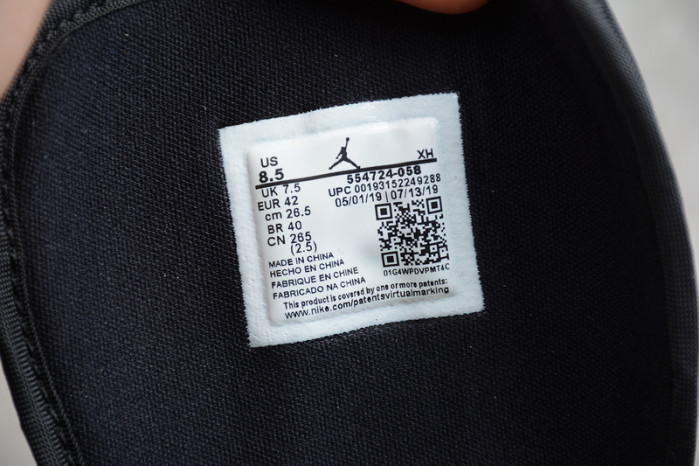 US XH
8.5
554724-058
UK 7.5 UPC 00193152249288
EUR 42 05/01/19 | 07/13/19
cm 26.5
BR 40
CN 265
(2.5)
MADE IN CHINA
HECHO EN CHINA
FABRIQUE EN CHINE
FABRICADO NA CHINA
01G4WPDVPMT4C
This product is covered by one or more patents:
www.nike.com/patentsvirtualmarking